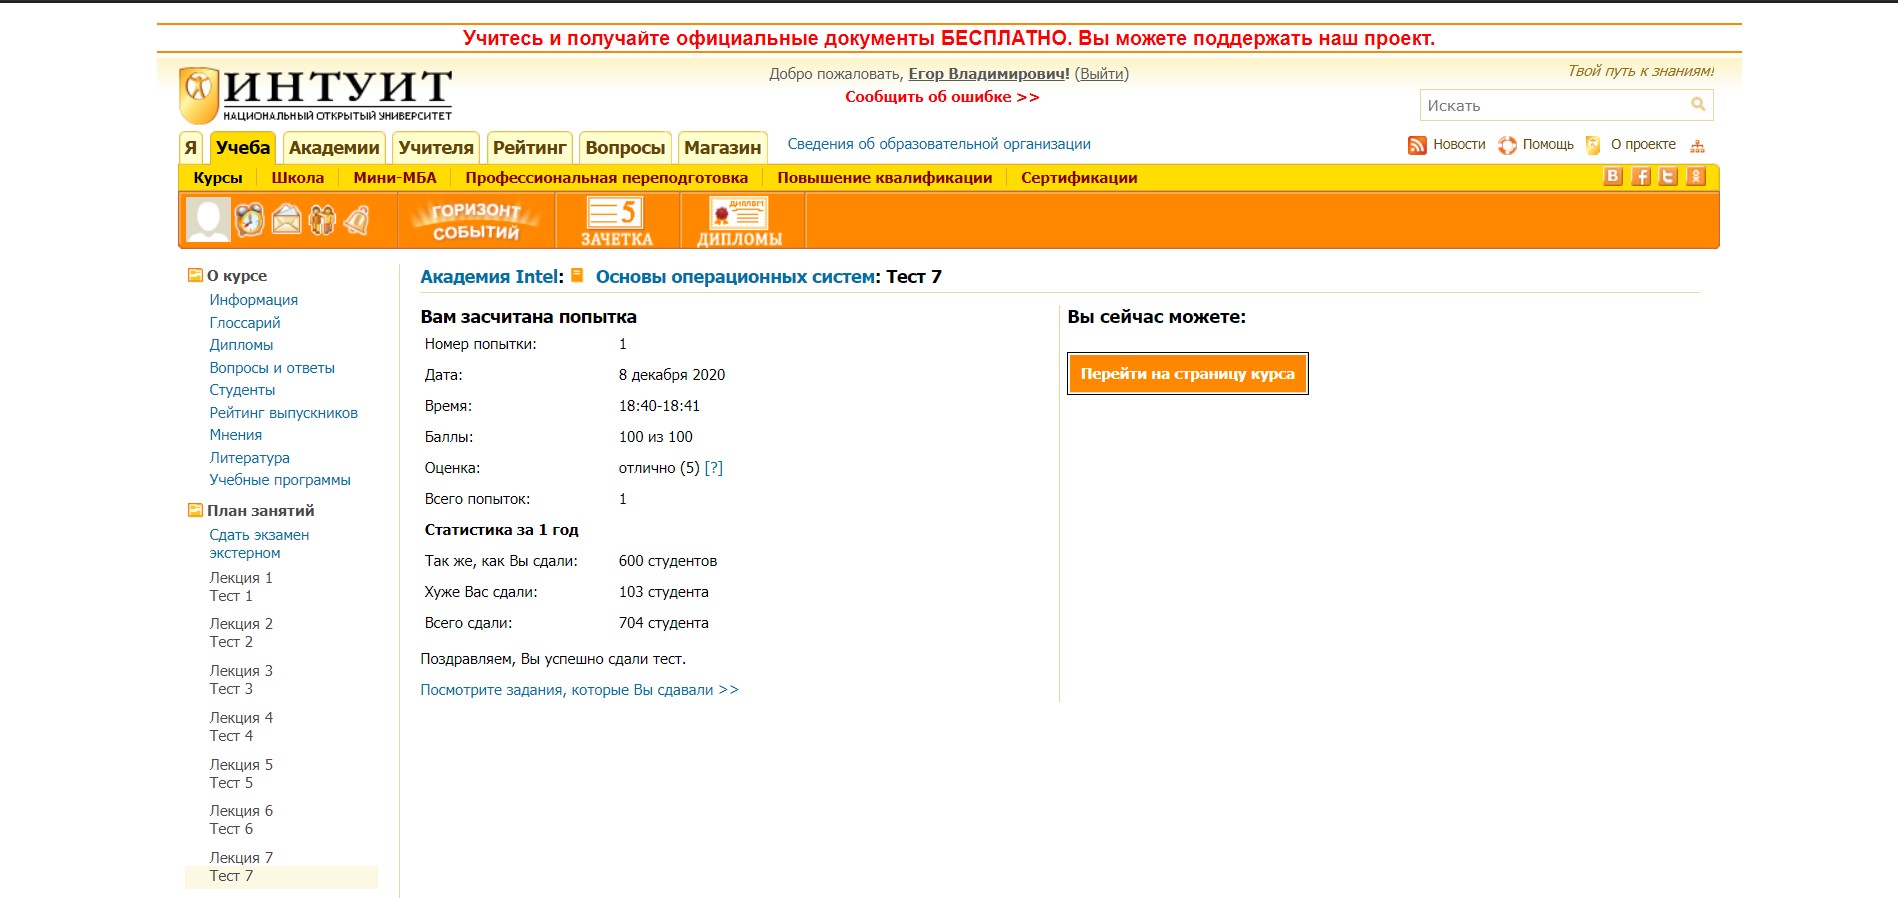 Учитесь и получайте официальные документы БЕСПЛАТНО. Вы можете поддержать наш проект.
ИНТУИТ
НАЦИОНАЛЬНЫЙ ОТКРЫТЫЙ УНИВЕРСИТЕТ
Добро пожаловать, Егор Владимирович! (Выйти)
Сообщить об ошибке >>
Твой путь к знаниям!
Искать
Я Учеба Академии Учителя Рейтинг Вопросы Магазин Сведения об образовательной организации
Новости Помощь О проекте
Курсы Школа Мини-МБА Профессиональная переподготовка Повышение квалификации Сертификации
ГОРИЗОНТ СОБЫТИЙ
5
ЗАЧЕТКА
ДИПЛОМ
ДИПЛОМЫ
О курсе
Информация
Глоссарий
Дипломы
Вопросы и ответы
Студенты
Рейтинг выпускников
Мнения
Литература
Учебные программы
План занятий
Сдать экзамен
экстерном
Лекция 1
Тест 1
Лекция 2
Тест 2
Лекция 3
Тест 3
Лекция 4
Тест 4
Лекция 5
Тест 5
Лекция 6
Тест 6
Лекция 7
Тест 7
Академия Intel: Основы операционных систем: Тест 7
Вам засчитана попытка
Номер попытки: 1
Дата: 8 декабря 2020
Время: 18:40-18:41
Баллы: 100 из 100
Оценка: отлично (5) [?]
Всего попыток: 1
Статистика за 1 год
Так же, как Вы сдали: 600 студентов
Хуже Вас сдали: 103 студента
Всего сдали: 704 студента
Поздравляем, Вы успешно сдали тест.
Посмотрите задания, которые Вы сдавали >>
Вы сейчас можете:
Перейти на страницу курса